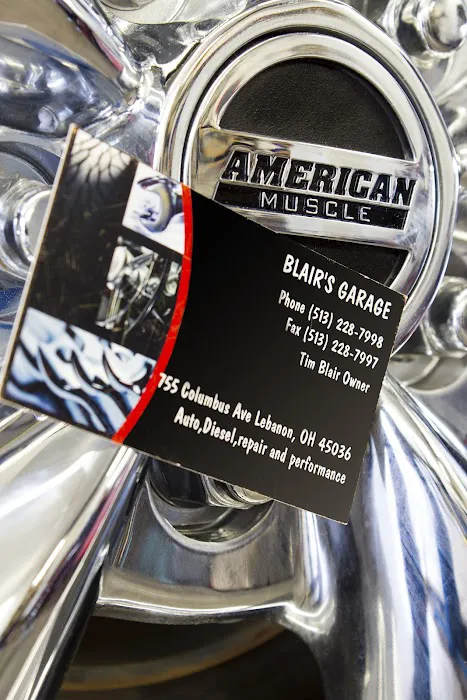 AMERICAN
MUSCLE
BLAIR'S GARAGE
Phone (513) 228-7998
Fax (513) 228-7997
Tim Blair Owner
755 Columbus Ave Lebanon, OH 45036
Auto,Diesel,repair and performance